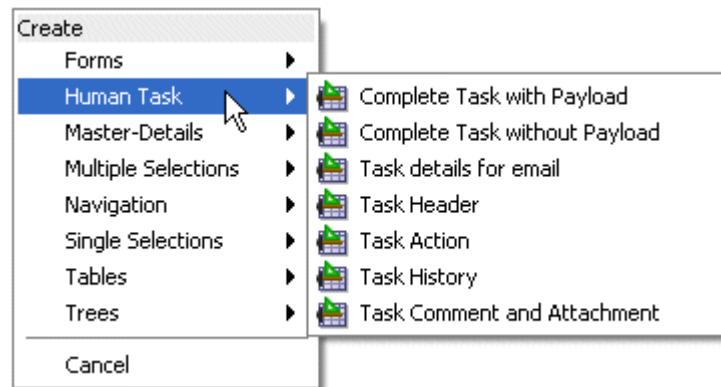 Create
Forms
Human Task
Master-Details
Multiple Selections
Navigation
Single Selections
Tables
Trees
Cancel
Complete Task with Payload
Complete Task without Payload
Task details for email
Task Header
Task Action
Task History
Task Comment and Attachment